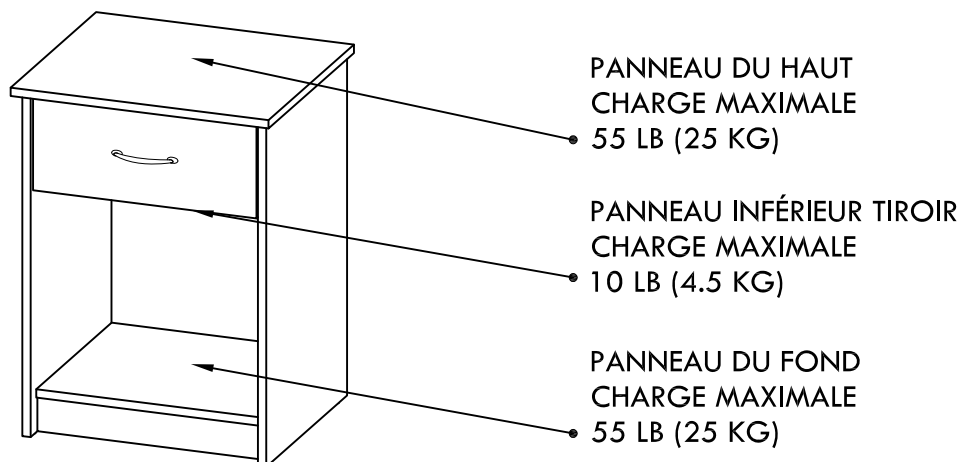 PANNEAU DU HAUT
CHARGE MAXIMALE
55 LB (25 KG)
PANNEAU INFÉRIEUR TIROIR
CHARGE MAXIMALE
10 LB (4.5 KG)
PANNEAU DU FOND
CHARGE MAXIMALE
55 LB (25 KG)